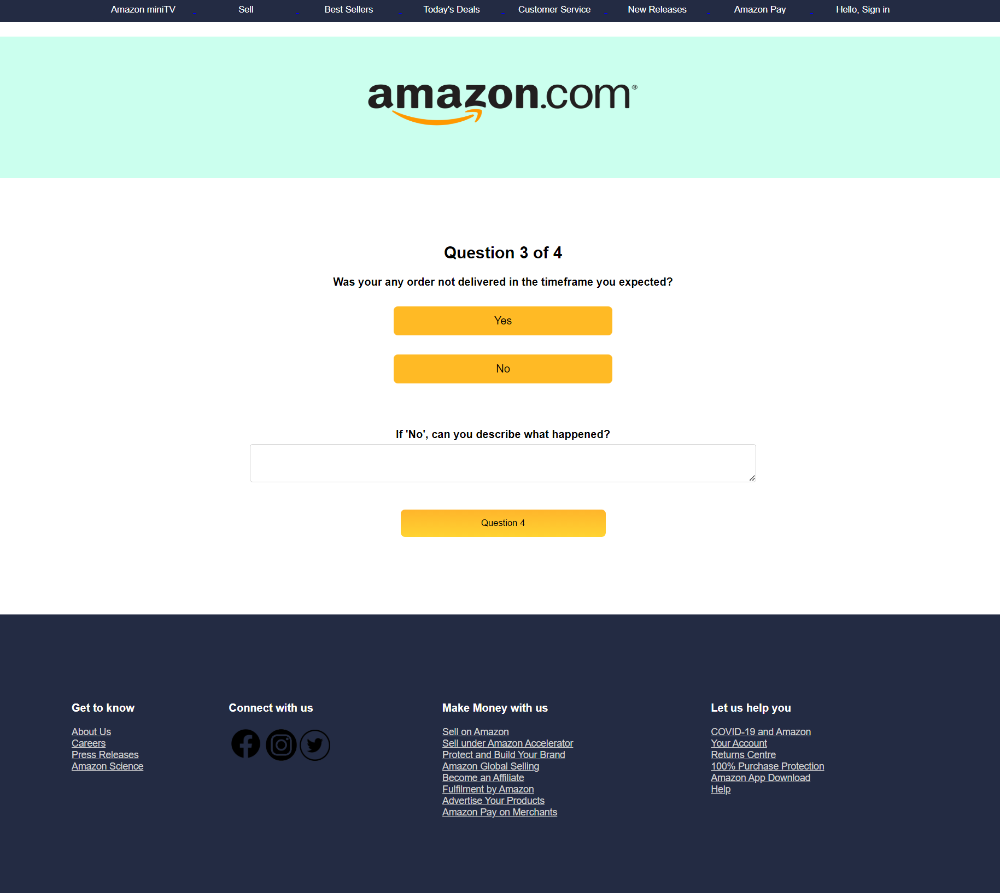 Amazon miniTV Sell Best Sellers Today's Deals Customer Service New Releases Amazon Pay Hello, Sign in
amazon.com®
Question 3 of 4
Was your any order not delivered in the timeframe you expected?
Yes
No
If 'No', can you describe what happened?
Question 4
Get to know
About Us
Careers
Press Releases
Amazon Science
Connect with us
Make Money with us
Sell on Amazon
Sell under Amazon Accelerator
Protect and Build Your Brand
Amazon Global Selling
Become an Affiliate
Fulfilment by Amazon
Advertise Your Products
Amazon Pay on Merchants
Let us help you
COVID-19 and Amazon
Your Account
Returns Centre
100% Purchase Protection
Amazon App Download
Help